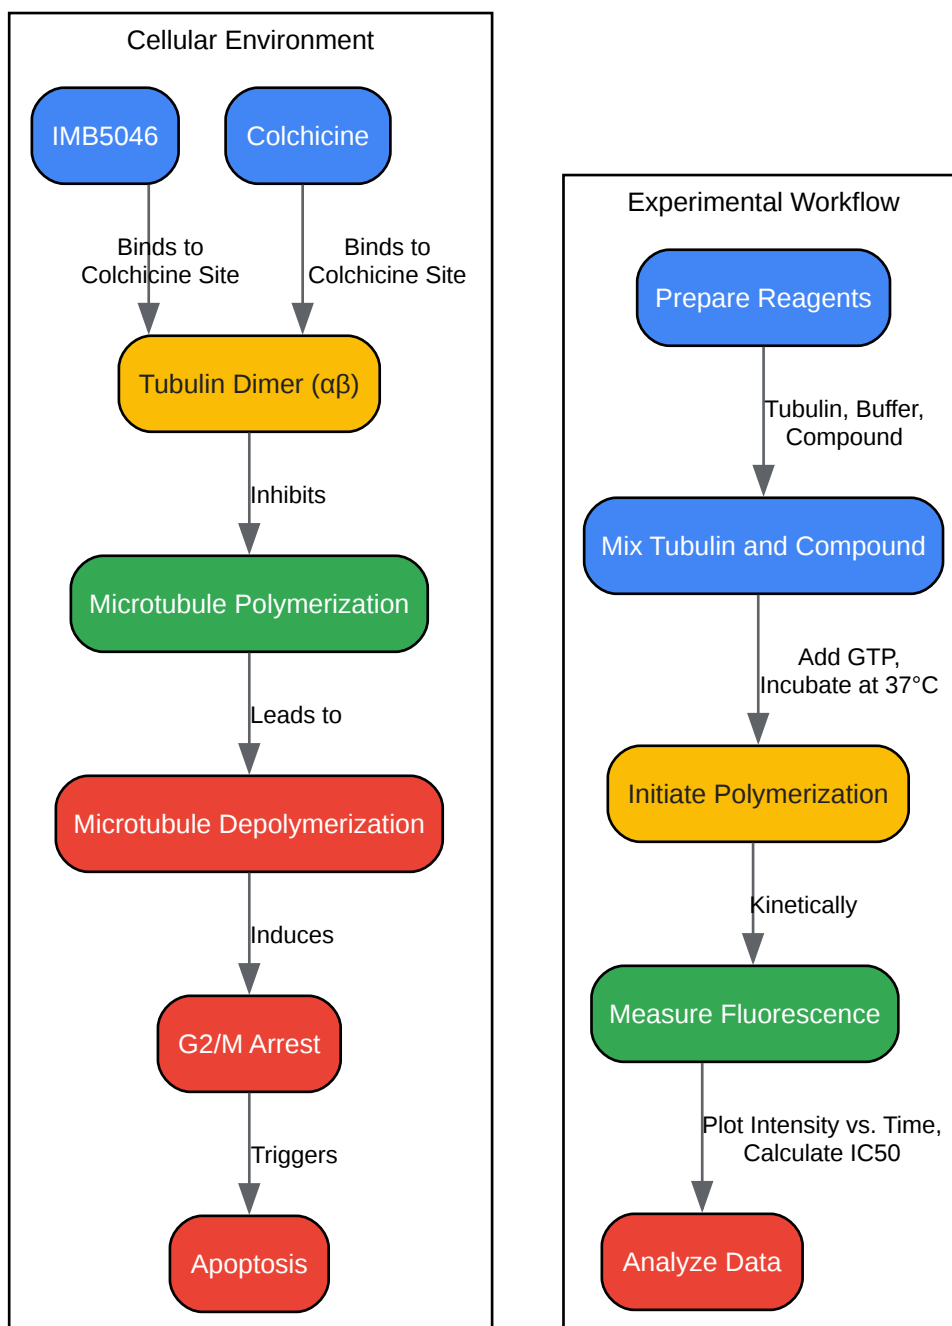 Cellular Environment
IMB5046
Colchicine
Binds to
Colchicine Site
Binds to
Colchicine Site
Tubulin Dimer (αβ)
Inhibits
Microtubule Polymerization
Leads to
Microtubule Depolymerization
Induces
G2/M Arrest
Triggers
Apoptosis
Experimental Workflow
Prepare Reagents
Tubulin, Buffer,
Compound
Mix Tubulin and Compound
Add GTP,
Incubate at 37°C
Initiate Polymerization
Kinetically
Measure Fluorescence
Plot Intensity vs. Time,
Calculate IC50
Analyze Data